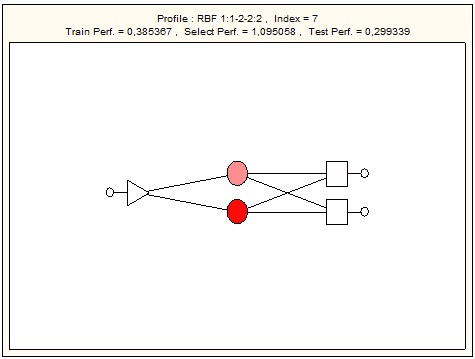 Profile : RBF 1:1-2-2:2 , Index = 7
Train Perf. = 0,385367 , Select Perf. = 1,095058 , Test Perf. = 0,299339